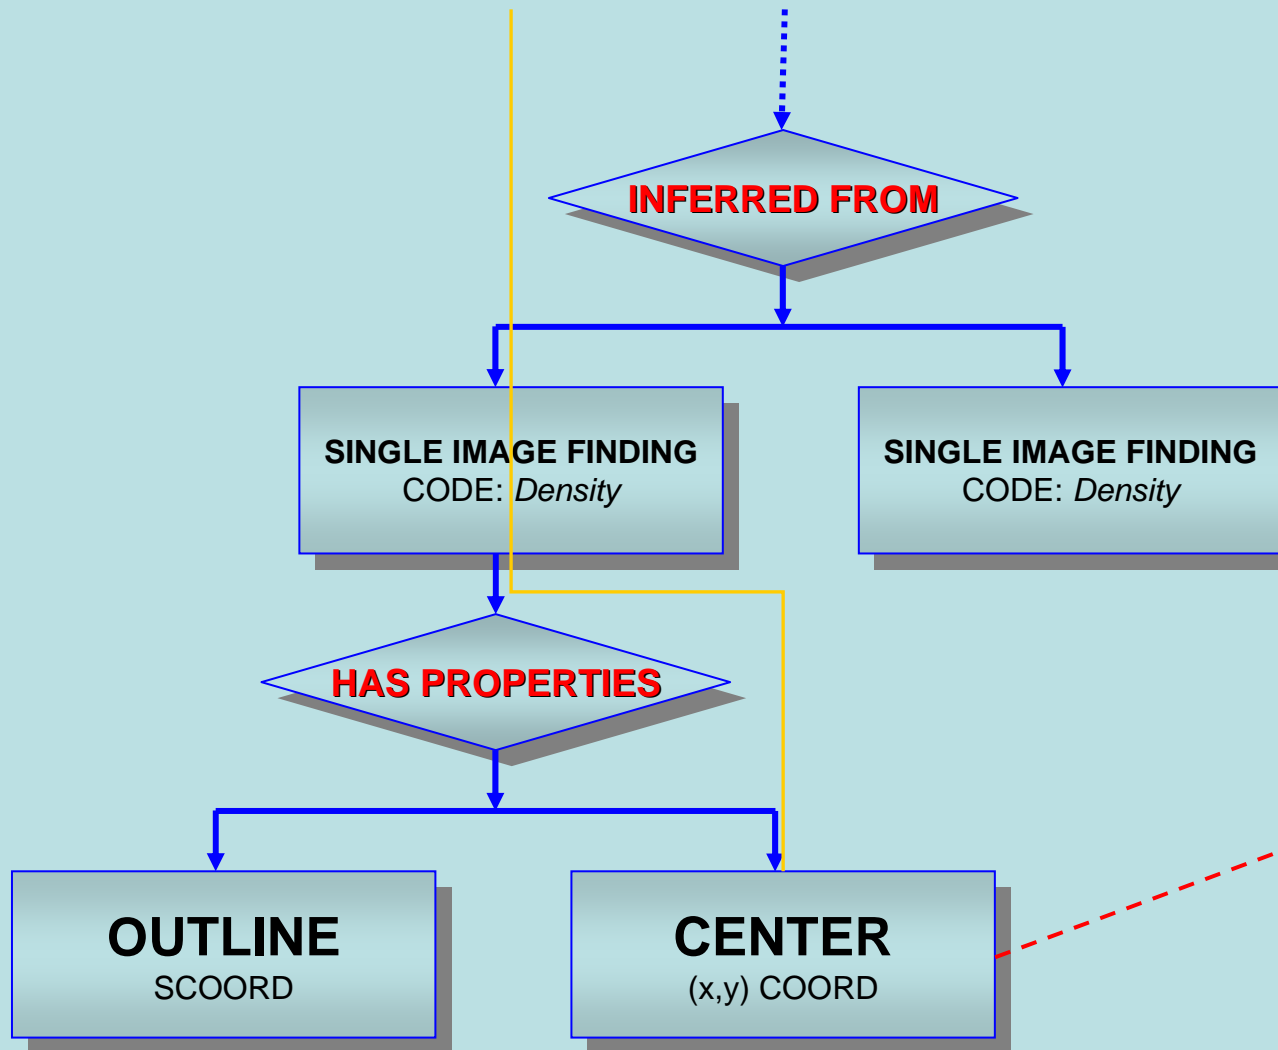 INFERRED FROM
SINGLE IMAGE FINDING
CODE: Density
SINGLE IMAGE FINDING
CODE: Density
HAS PROPERTIES
OUTLINE
SCOORD
CENTER
(x,y) COORD